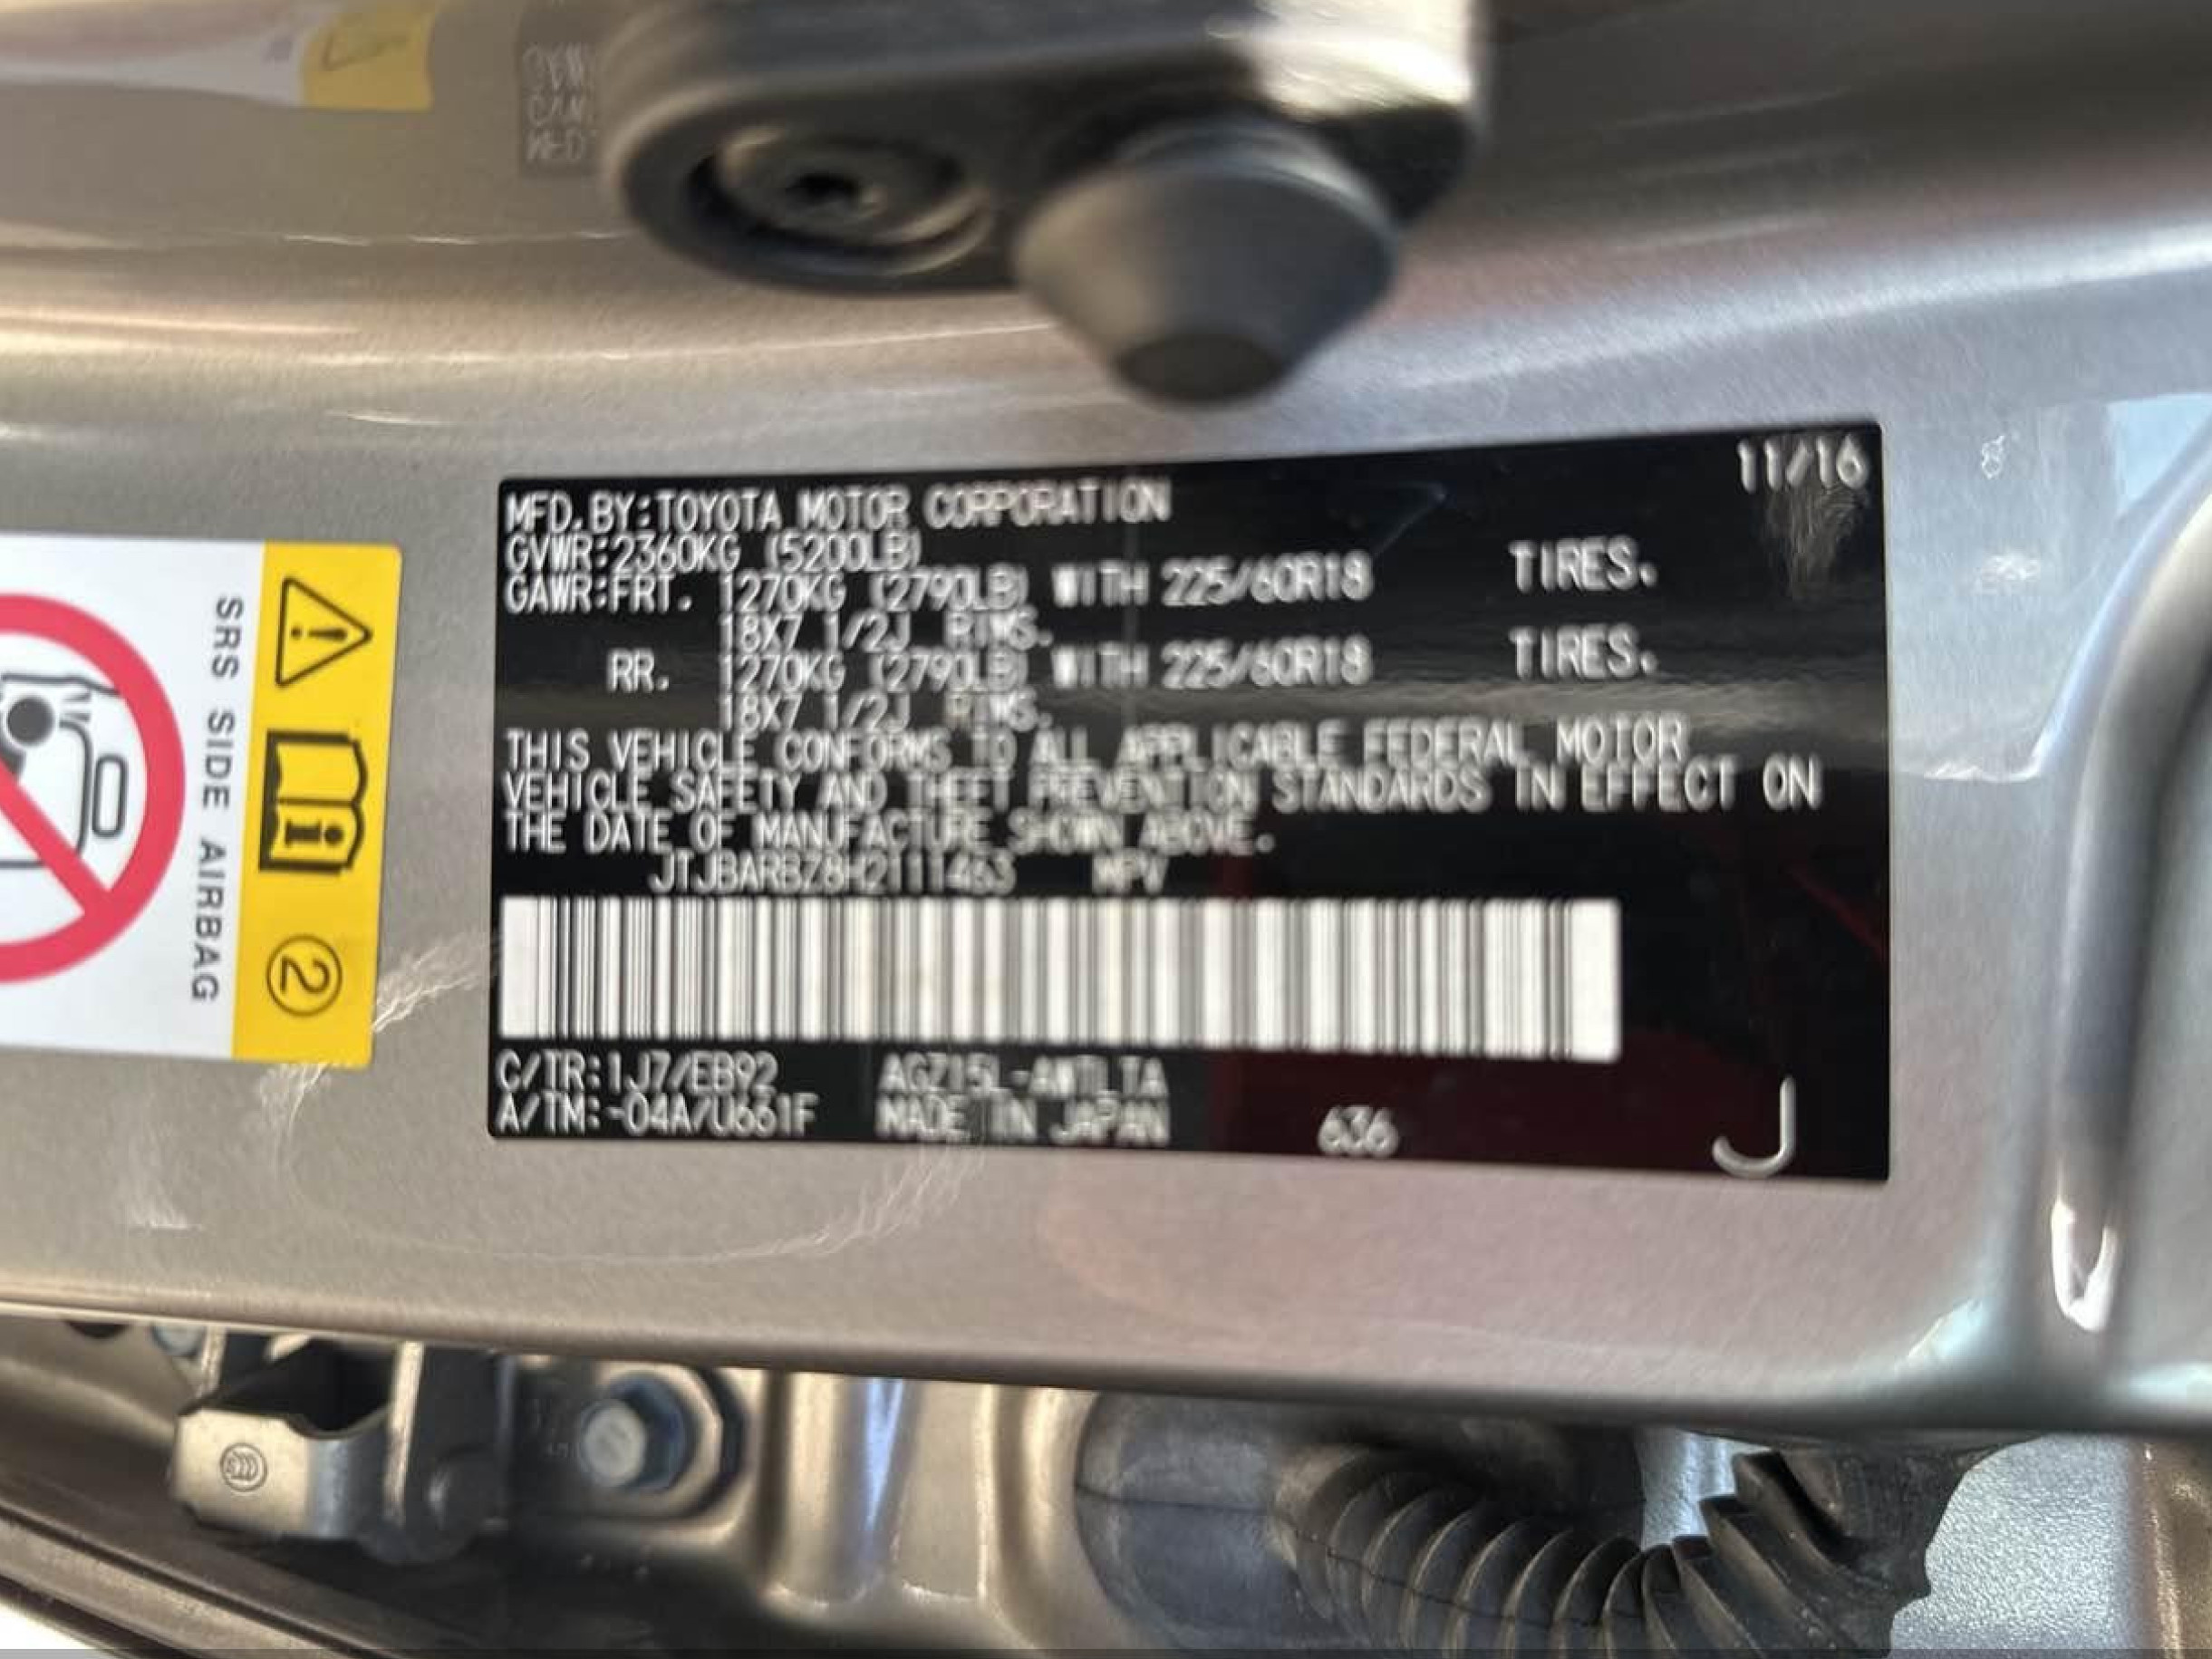 11/16
MFD.BY:TOYOTA MOTOR CORPORATION
GVWR:2360KG (5200LB)
GAWR:FRT. 1270KG (2790LB) WITH 225/60R18 TIRES.
18X7 1/2J RIMS.
RR. 1270KG (2790LB) WITH 225/60R18 TIRES.
18X7 1/2J RIMS.
THIS VEHICLE CONFORMS TO ALL APPLICABLE FEDERAL MOTOR
VEHICLE SAFETY AND THEFT PREVENTION STANDARDS IN EFFECT ON
THE DATE OF MANUFACTURE SHOWN ABOVE.
JTJBARBZ8H2111463 MPV
C/TR:1J7/EB92
A/TM:-04A/U661F MADE IN JAPAN 636 J
SRS SIDE AIRBAG
2